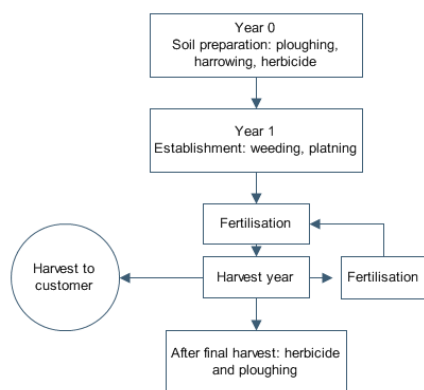 Year 0
Soil preparation: ploughing,
harrowing, herbicide
Year 1
Establishment: weeding, platning
Fertilisation
Harvest to
customer
Harvest year
Fertilisation
After final harvest: herbicide
and ploughing